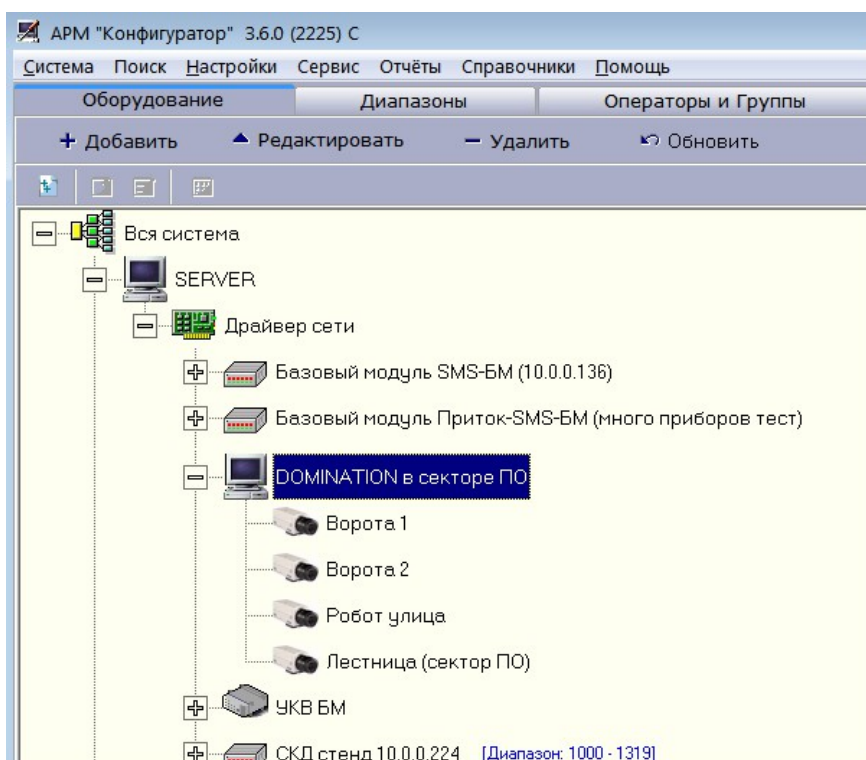 АРМ "Конфигуратор" 3.6.0 (2225) C
Система Поиск Настройки Сервис Отчёты Справочники Помощь
Оборудование Диапазоны Операторы и Группы
Добавить Редактировать Удалить Обновить
Вся система
SERVER
Драйвер сети
Базовый модуль SMS-БМ (10.0.0.136)
Базовый модуль Приток-SMS-БМ (много приборов тест)
DOMINATION в секторе ПО
Ворота 1
Ворота 2
Робот улица
Лестница (сектор ПО)
УКВ БМ
СКД стенд 10.0.0.224 [Диапазон: 1000 - 1319]